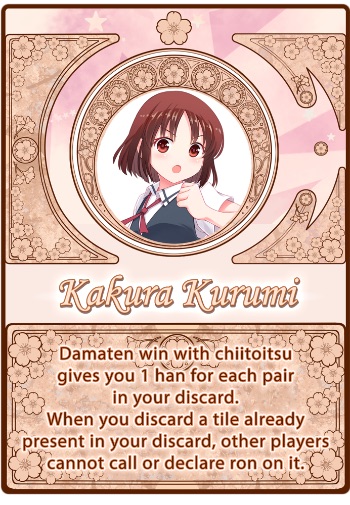 Kakura Kurumi
Damaten win with chiitoitsu
gives you 1 han for each pair
in your discard.
When you discard a tile already
present in your discard, other players
cannot call or declare ron on it.